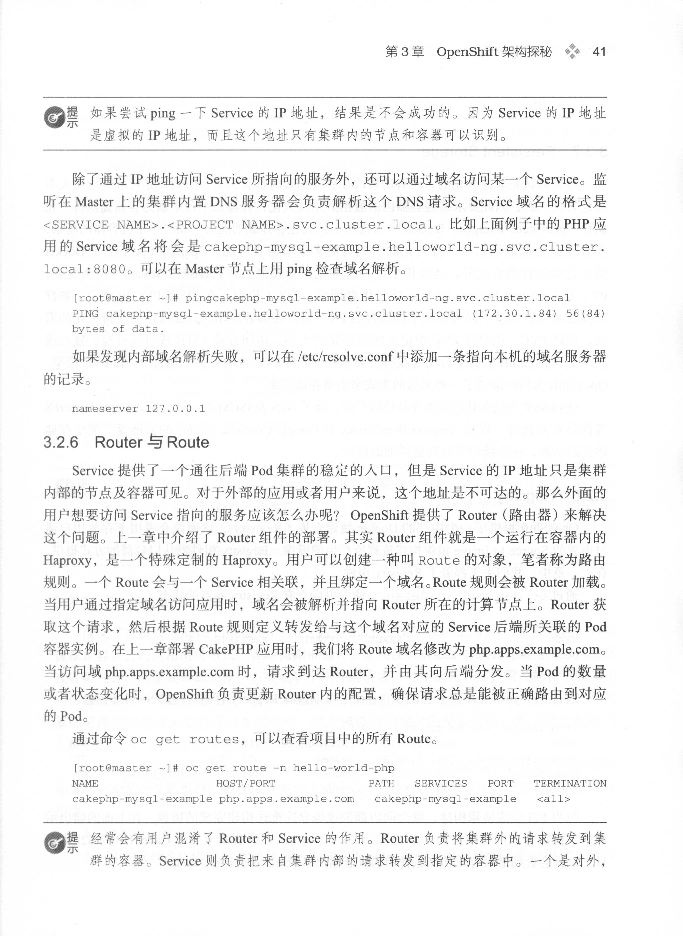 第 3 章 OpenShift 架构探秘 41
提示 如果尝试 ping 一下 Service 的 IP 地址，结果是不会成功的。因为 Service 的 IP 地址
是虚拟的 IP 地址，而且这个地址只有集群内的节点和容器可以识别。
除了通过 IP 地址访问 Service 所指向的服务外，还可以通过域名访问某一个 Service。监
听在 Master 上的集群内置 DNS 服务器会负责解析这个 DNS 请求。Service 域名的格式是
<SERVICE NAME>.<PROJECT NAME>.svc.cluster.local。比如上面例子中的 PHP 应
用的 Service 域名将会是 cakephp-mysql-example.helloworld-ng.svc.cluster.
local:8080。可以在 Master 节点上用 ping 检查域名解析。
[root@master ~]# pingcakephp-mysql-example.helloworld-ng.svc.cluster.local
PING cakephp-mysql-example.helloworld-ng.svc.cluster.local (172.30.1.84) 56(84)
bytes of data.
如果发现内部域名解析失败，可以在 /etc/resolve.conf 中添加一条指向本机的域名服务器
的记录。
nameserver 127.0.0.1
3.2.6 Router 与 Route
Service 提供了一个通往后端 Pod 集群的稳定的入口，但是 Service 的 IP 地址只是集群
内部的节点及容器可见。对于外部的应用或者用户来说，这个地址是不可达的。那么外面的
用户想要访问 Service 指向的服务应该怎么办呢？ OpenShift 提供了 Router（路由器）来解决
这个问题。上一章中介绍了 Router 组件的部署。其实 Router 组件就是一个运行在容器内的
Haproxy，是一个特殊定制的 Haproxy。用户可以创建一种叫 Route 的对象，笔者称为路由
规则。一个 Route 会与一个 Service 相关联，并且绑定一个域名。Route 规则会被 Router 加载。
当用户通过指定域名访问应用时，域名会被解析并指向 Router 所在的计算节点上。Router 获
取这个请求，然后根据 Route 规则定义转发给与这个域名对应的 Service 后端所关联的 Pod
容器实例。在上一章部署 CakePHP 应用时，我们将 Route 域名修改为 php.apps.example.com。
当访问域 php.apps.example.com 时，请求到达 Router，并由其向后端分发。当 Pod 的数量
或者状态变化时，OpenShift 负责更新 Router 内的配置，确保请求总是能被正确路由到对应
的 Pod。
通过命令 oc get routes，可以查看项目中的所有 Route。
[root@master ~]# oc get route -n hello-world-php
NAME HOST/PORT PATH SERVICES PORT TERMINATION
cakephp-mysql-example php.apps.example.com cakephp-mysql-example <all>
提示 经常会有用户混淆了 Router 和 Service 的作用。Router 负责将集群外的请求转发到集
群的容器。Service 则负责把来自集群内部的请求转发到指定的容器中。一个是对外，